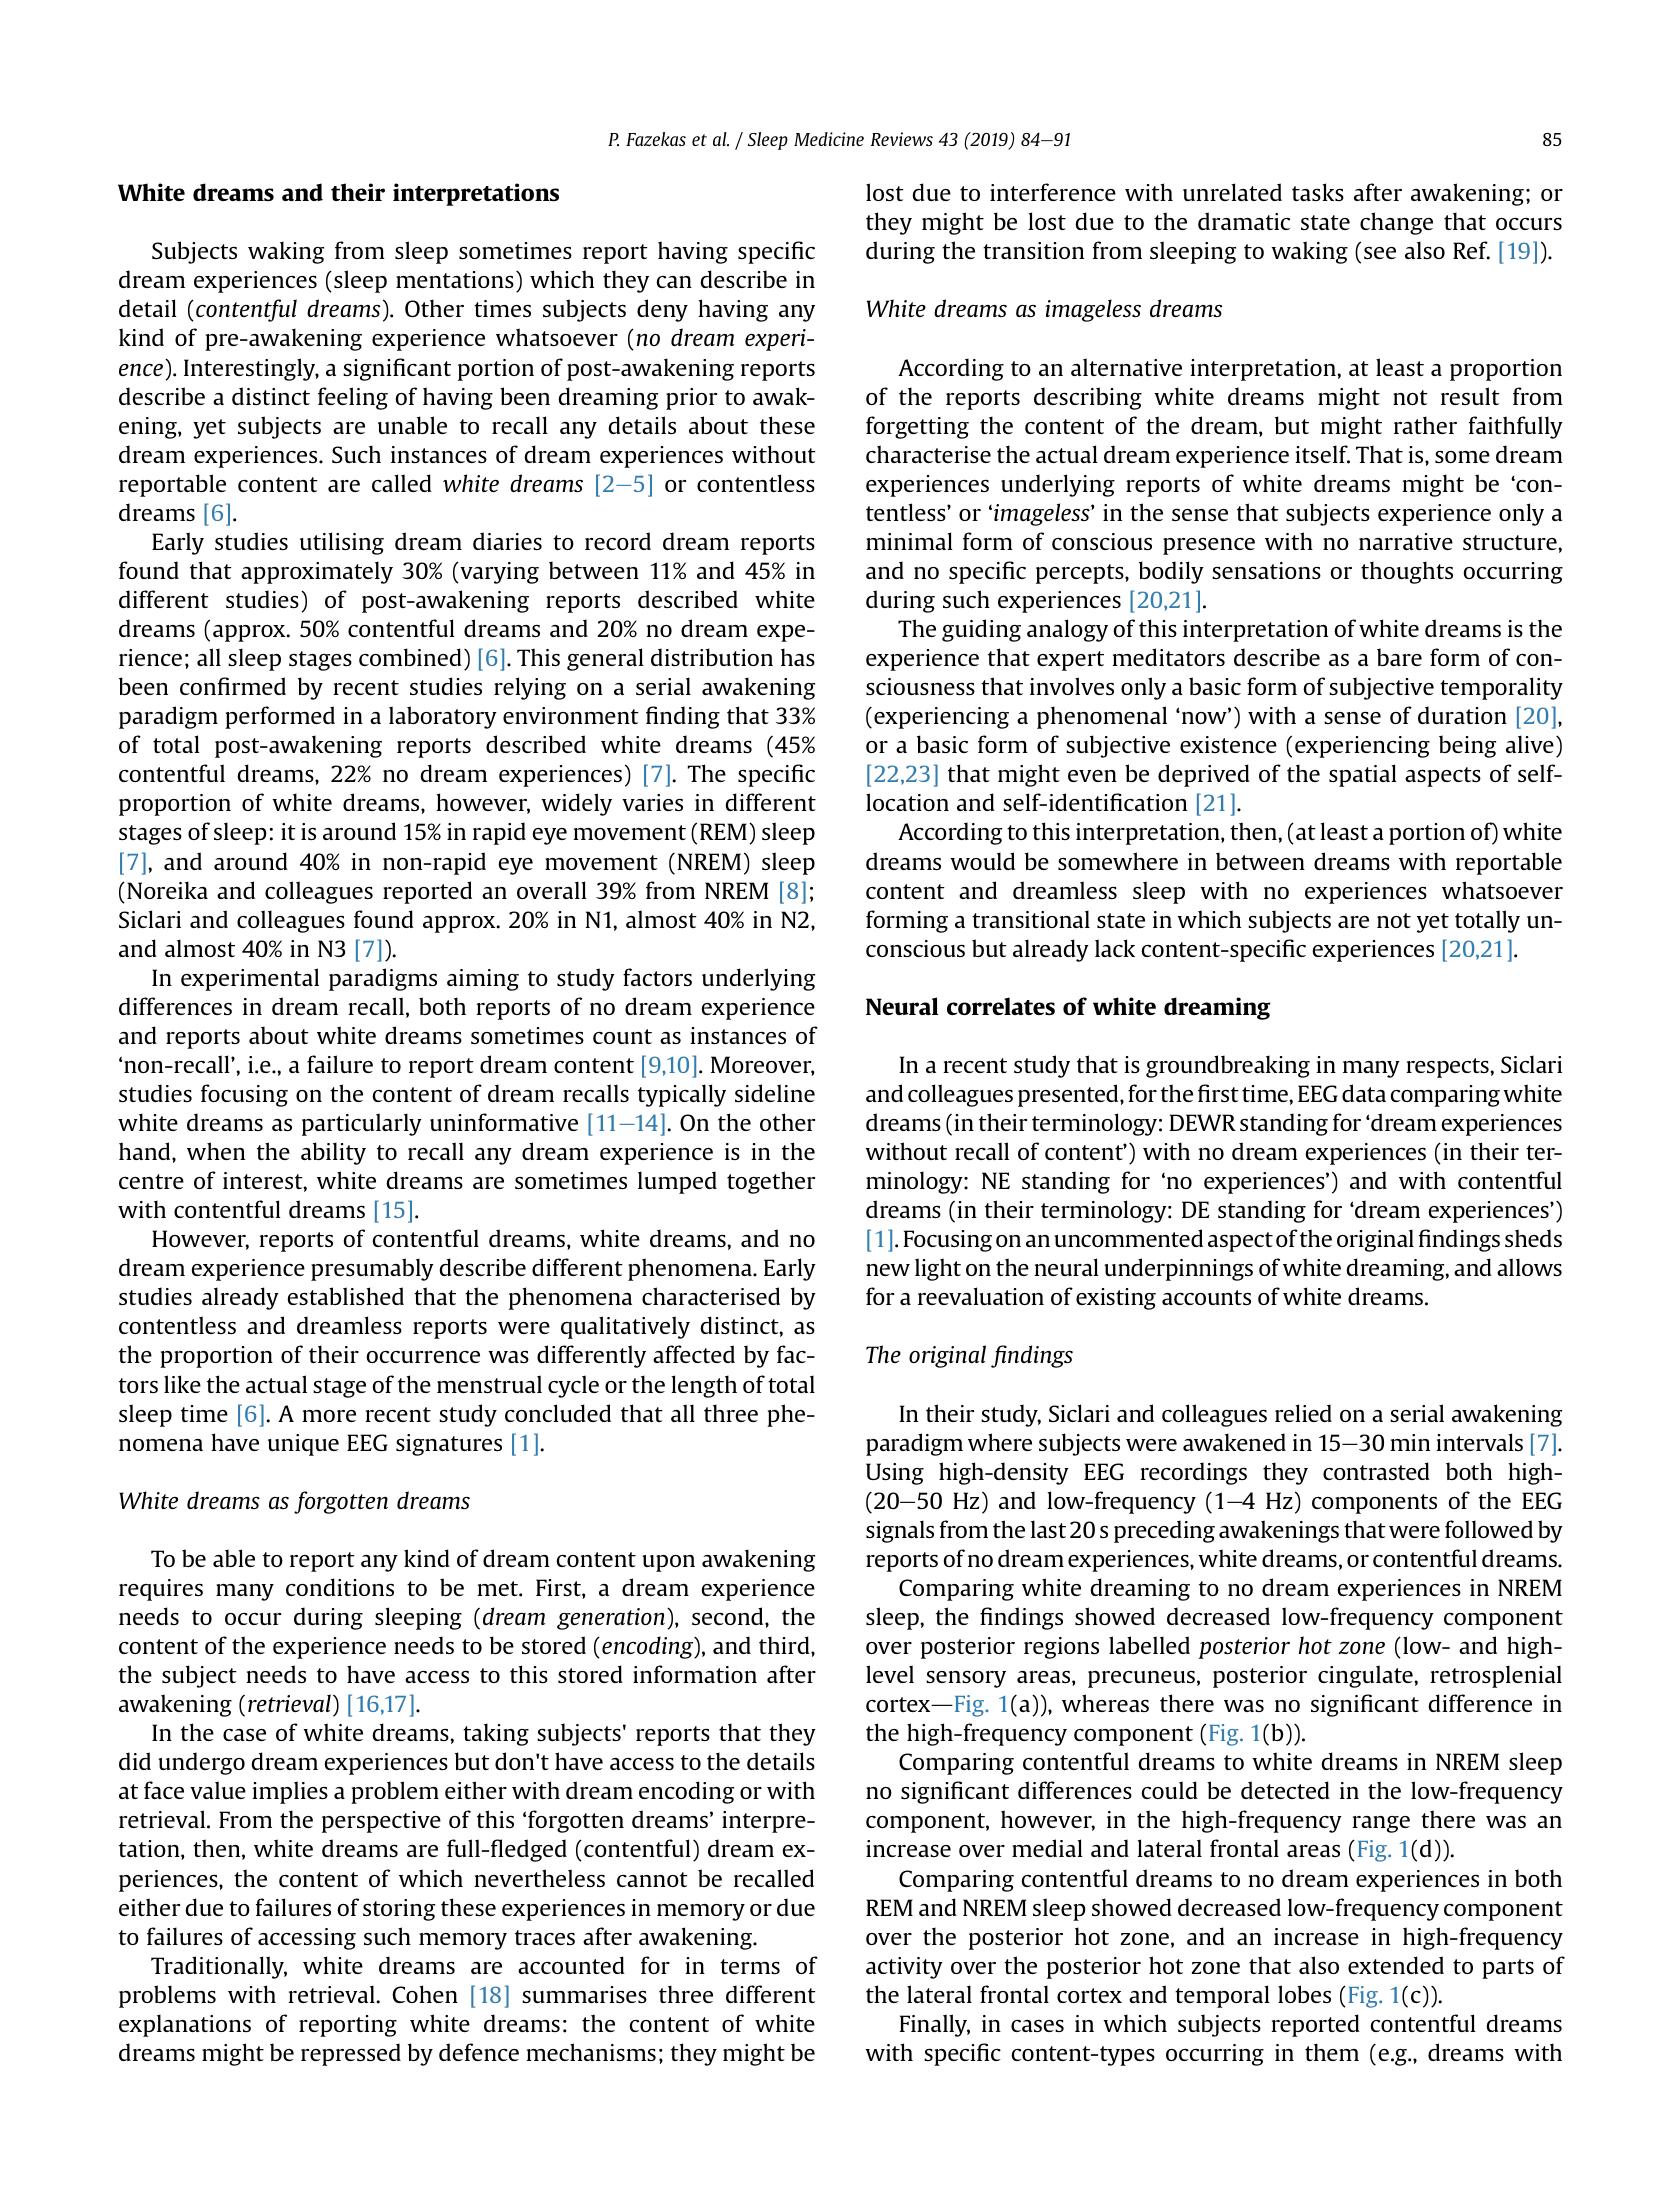 P. Fazekas et al. / Sleep Medicine Reviews 43 (2019) 84–91
85
White dreams and their interpretations
Subjects waking from sleep sometimes report having specific
dream experiences (sleep mentations) which they can describe in
detail (contentful dreams). Other times subjects deny having any
kind of pre-awakening experience whatsoever (no dream experi-
ence). Interestingly, a significant portion of post-awakening reports
describe a distinct feeling of having been dreaming prior to awak-
ening, yet subjects are unable to recall any details about these
dream experiences. Such instances of dream experiences without
reportable content are called white dreams [2–5] or contentless
dreams [6].
Early studies utilising dream diaries to record dream reports
found that approximately 30% (varying between 11% and 45% in
different studies) of post-awakening reports described white
dreams (approx. 50% contentful dreams and 20% no dream expe-
rience; all sleep stages combined) [6]. This general distribution has
been confirmed by recent studies relying on a serial awakening
paradigm performed in a laboratory environment finding that 33%
of total post-awakening reports described white dreams (45%
contentful dreams, 22% no dream experiences) [7]. The specific
proportion of white dreams, however, widely varies in different
stages of sleep: it is around 15% in rapid eye movement (REM) sleep
[7], and around 40% in non-rapid eye movement (NREM) sleep
(Noreika and colleagues reported an overall 39% from NREM [8];
Siclari and colleagues found approx. 20% in N1, almost 40% in N2,
and almost 40% in N3 [7]).
In experimental paradigms aiming to study factors underlying
differences in dream recall, both reports of no dream experience
and reports about white dreams sometimes count as instances of
‘non-recall’, i.e., a failure to report dream content [9,10]. Moreover,
studies focusing on the content of dream recalls typically sideline
white dreams as particularly uninformative [11–14]. On the other
hand, when the ability to recall any dream experience is in the
centre of interest, white dreams are sometimes lumped together
with contentful dreams [15].
However, reports of contentful dreams, white dreams, and no
dream experience presumably describe different phenomena. Early
studies already established that the phenomena characterised by
contentless and dreamless reports were qualitatively distinct, as
the proportion of their occurrence was differently affected by fac-
tors like the actual stage of the menstrual cycle or the length of total
sleep time [6]. A more recent study concluded that all three phe-
nomena have unique EEG signatures [1].
White dreams as forgotten dreams
To be able to report any kind of dream content upon awakening
requires many conditions to be met. First, a dream experience
needs to occur during sleeping (dream generation), second, the
content of the experience needs to be stored (encoding), and third,
the subject needs to have access to this stored information after
awakening (retrieval) [16,17].
In the case of white dreams, taking subjects' reports that they
did undergo dream experiences but don't have access to the details
at face value implies a problem either with dream encoding or with
retrieval. From the perspective of this ‘forgotten dreams’ interpre-
tation, then, white dreams are full-fledged (contentful) dream ex-
periences, the content of which nevertheless cannot be recalled
either due to failures of storing these experiences in memory or due
to failures of accessing such memory traces after awakening.
Traditionally, white dreams are accounted for in terms of
problems with retrieval. Cohen [18] summarises three different
explanations of reporting white dreams: the content of white
dreams might be repressed by defence mechanisms; they might be
lost due to interference with unrelated tasks after awakening; or
they might be lost due to the dramatic state change that occurs
during the transition from sleeping to waking (see also Ref. [19]).
White dreams as imageless dreams
According to an alternative interpretation, at least a proportion
of the reports describing white dreams might not result from
forgetting the content of the dream, but might rather faithfully
characterise the actual dream experience itself. That is, some dream
experiences underlying reports of white dreams might be ‘con-
tentless’ or ‘imageless’ in the sense that subjects experience only a
minimal form of conscious presence with no narrative structure,
and no specific percepts, bodily sensations or thoughts occurring
during such experiences [20,21].
The guiding analogy of this interpretation of white dreams is the
experience that expert meditators describe as a bare form of con-
sciousness that involves only a basic form of subjective temporality
(experiencing a phenomenal ‘now’) with a sense of duration [20],
or a basic form of subjective existence (experiencing being alive)
[22,23] that might even be deprived of the spatial aspects of self-
location and self-identification [21].
According to this interpretation, then, (at least a portion of) white
dreams would be somewhere in between dreams with reportable
content and dreamless sleep with no experiences whatsoever
forming a transitional state in which subjects are not yet totally un-
conscious but already lack content-specific experiences [20,21].
Neural correlates of white dreaming
In a recent study that is groundbreaking in many respects, Siclari
and colleagues presented, for the first time, EEG data comparing white
dreams (in their terminology: DEWR standing for ‘dream experiences
without recall of content’) with no dream experiences (in their ter-
minology: NE standing for ‘no experiences’) and with contentful
dreams (in their terminology: DE standing for ‘dream experiences’)
[1]. Focusing on an uncommented aspect of the original findings sheds
new light on the neural underpinnings of white dreaming, and allows
for a reevaluation of existing accounts of white dreams.
The original findings
In their study, Siclari and colleagues relied on a serial awakening
paradigm where subjects were awakened in 15–30 min intervals [7].
Using high-density EEG recordings they contrasted both high-
(20–50 Hz) and low-frequency (1–4 Hz) components of the EEG
signals from the last 20 s preceding awakenings that were followed by
reports of no dream experiences, white dreams, or contentful dreams.
Comparing white dreaming to no dream experiences in NREM
sleep, the findings showed decreased low-frequency component
over posterior regions labelled posterior hot zone (low- and high-
level sensory areas, precuneus, posterior cingulate, retrosplenial
cortex—Fig. 1(a)), whereas there was no significant difference in
the high-frequency component (Fig. 1(b)).
Comparing contentful dreams to white dreams in NREM sleep
no significant differences could be detected in the low-frequency
component, however, in the high-frequency range there was an
increase over medial and lateral frontal areas (Fig. 1(d)).
Comparing contentful dreams to no dream experiences in both
REM and NREM sleep showed decreased low-frequency component
over the posterior hot zone, and an increase in high-frequency
activity over the posterior hot zone that also extended to parts of
the lateral frontal cortex and temporal lobes (Fig. 1(c)).
Finally, in cases in which subjects reported contentful dreams
with specific content-types occurring in them (e.g., dreams with